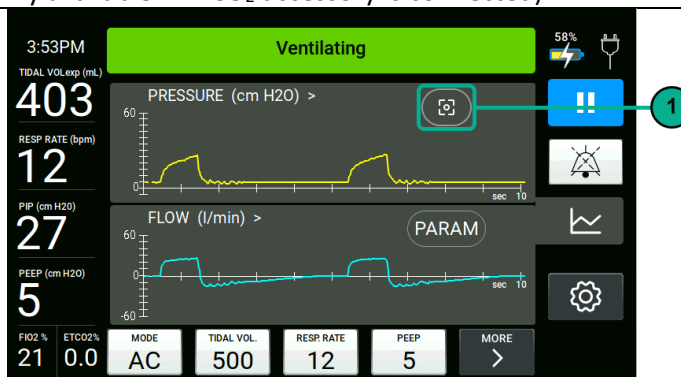 3:53PM
Ventilating
58%
TIDAL VOLexp (mL)
403
RESP RATE (bpm)
12
PIP (cm H20)
27
PEEP (cm H2O)
5
FIO2 %
21
ETCO2%
0.0
PRESSURE (cm H2O) >
60
0
sec 10
1
FLOW (l/min) >
PARAM
60
0
-60
sec 10
MODE
AC
TIDAL VOL.
500
RESP. RATE
12
PEEP
5
MORE
>